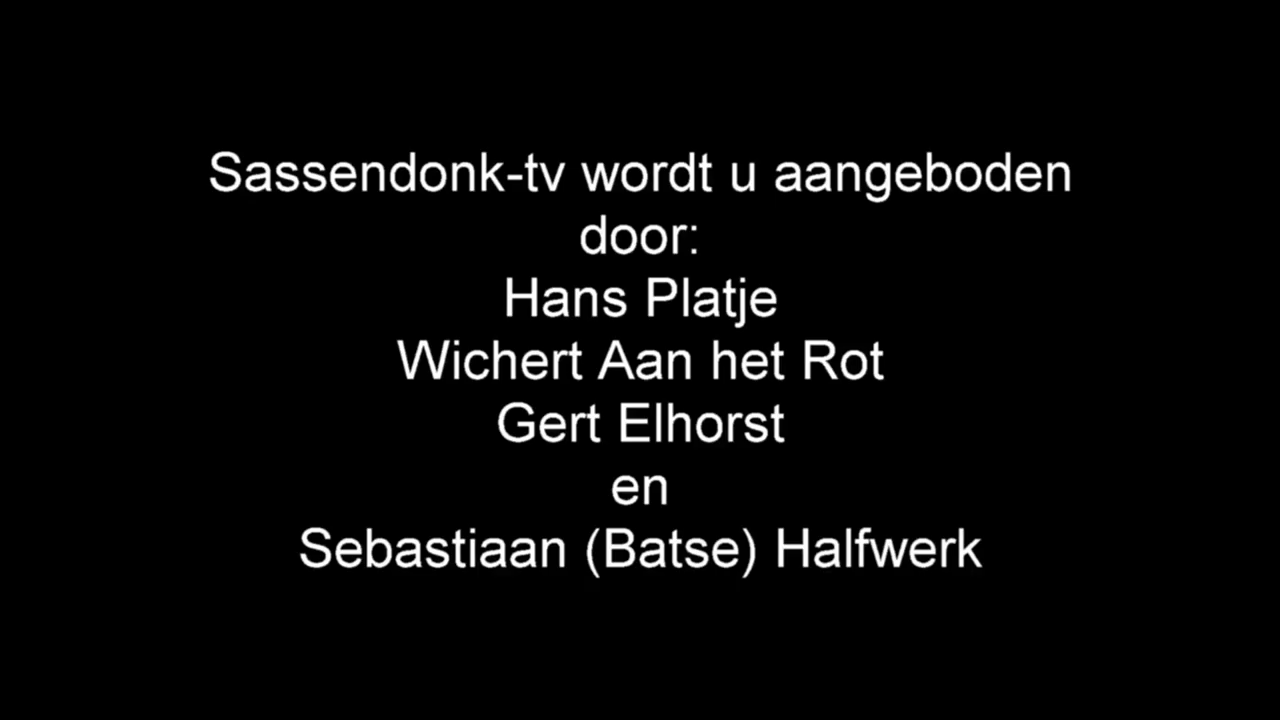 Sassendonk-tv wordt u aangeboden
door:
Hans Platje
Wichert Aan het Rot
Gert Elhorst
en
Sebastiaan (Batse) Halfwerk